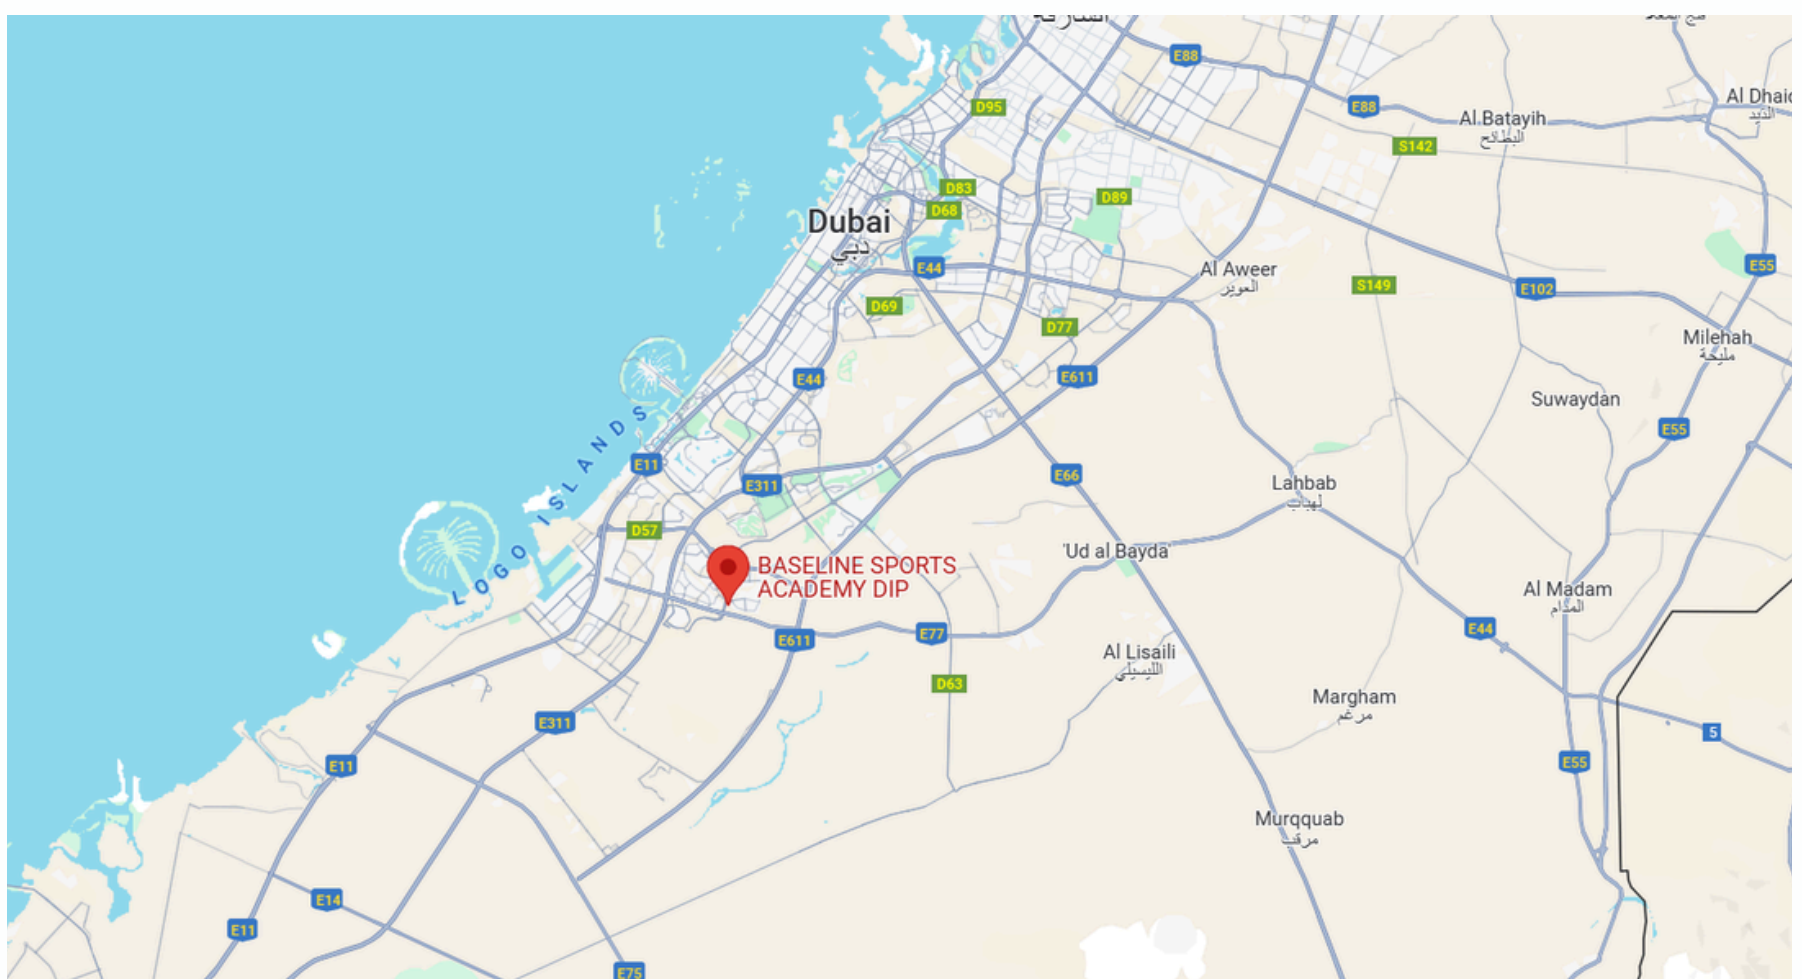 الشارقة
E88
E88
D95
Al Batayih
البطائح
Al Dhaid
الذيد
S142
D83
D89
D68
Dubai
دبي
E44
Al Aweer
العوير
E55
S149
E102
D69
D77
Milehah
مليحة
E44
E611
Suwaydan
E55
LOGO ISLANDS
E11
E311
E66
Lahbab
لهباب
D57
'Ud al Bayda'
BASELINE SPORTS
ACADEMY DIP
Al Madam
المدام
E611
E77
E44
Al Lisaili
الليسيلي
D63
Margham
مرغم
E311
5
E11
E55
Murqquab
مرقب
E14
E11
E75